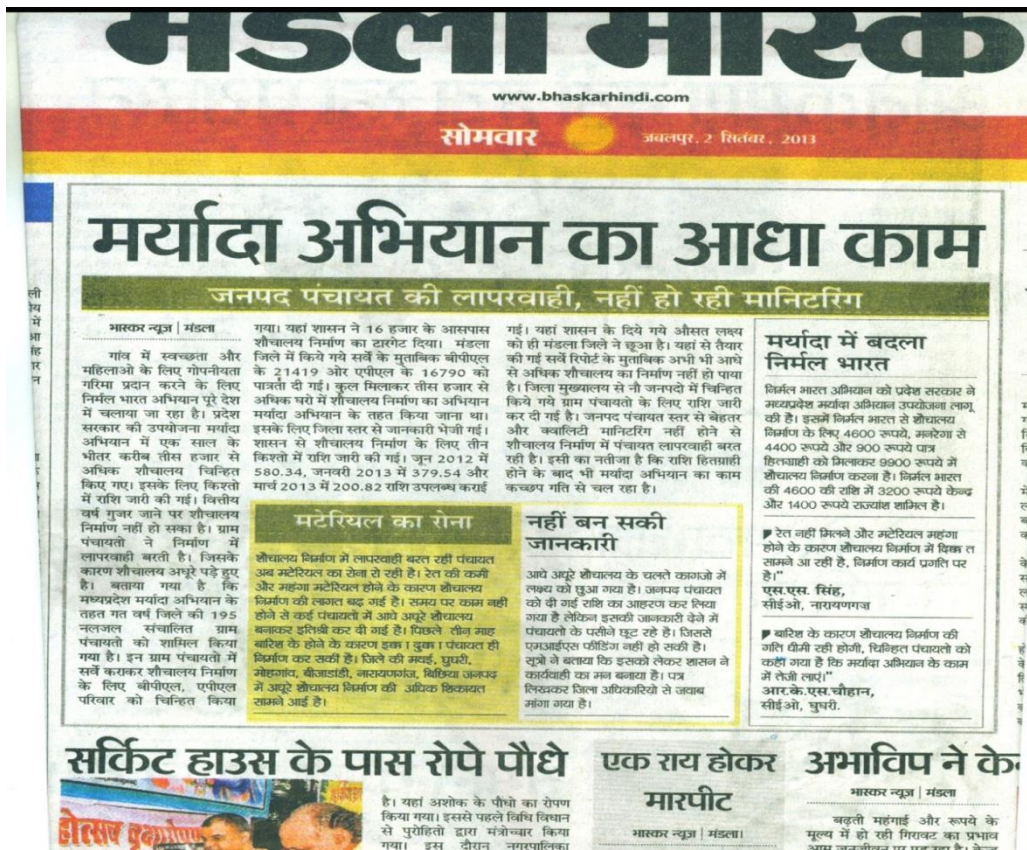 मंडला भास्क
www.bhaskarhindi.com
सोमवार
जबलपुर, 2 सितंबर, 2013
मर्यादा अभियान का आधा काम
जनपद पंचायत की लापरवाही, नहीं हो रही मानिटरिंग
भास्कर न्यूज | मंडला
गांव में स्वच्छता और
महिलाओ के लिए गोपनीयता
गरिमा प्रदान करने के लिए
निर्मल भारत अभियान पूरे देश
में चलाया जा रहा है। प्रदेश
सरकार की उपयोजना मर्यादा
अभियान में एक साल के
भीतर करीब तीस हजार से
अधिक शौचालय चिन्हित
किए गए। इसके लिए किश्तो
में राशि जारी की गई। वित्तीय
वर्ष गुजर जाने पर शौचालय
निर्माण नहीं हो सका है। ग्राम
पंचायतो ने निर्माण में
लापरवाही बरती है। जिसके
कारण शौचालय अधूरे पड़े हुए
है। बताया गया है कि
मध्यप्रदेश मर्यादा अभियान के
तहत गत वर्ष जिले की 195
नलजल संचालित ग्राम
पंचायतो को शामिल किया
गया है। इन ग्राम पंचायतो में
सर्वे कराकर शौचालय निर्माण
के लिए बीपीएल, एपीएल
परिवार को चिन्हित किया
गया। यहां शासन ने 16 हजार के आसपास
शौचालय निर्माण का टारगेट दिया। मंडला
जिले में किये गये सर्वे के मुताबिक बीपीएल
के 21419 ओर एपीएल के 16790 को
पात्रता दी गई। कुल मिलाकर तीस हजार से
अधिक घरो में शौचालय निर्माण का अभियान
मर्यादा अभियान के तहत किया जाना था।
इसके लिए जिला स्तर से जानकारी भेजी गई।
शासन से शौचालय निर्माण के लिए तीन
किश्तो में राशि जारी की गई। जून 2012 में
580.34, जनवरी 2013 में 379.54 और
मार्च 2013 में 200.82 राशि उपलब्ध कराई
गई। यहां शासन के दिये गये औसत लक्ष्य
को ही मंडला जिले ने छूआ है। यहां से तैयार
की गई सर्वे रिपोर्ट के मुताबिक अभी भी आधे
से अधिक शौचालय का निर्माण नहीं हो पाया
है। जिला मुख्यालय से नौ जनपदो में चिन्हित
किये गये ग्राम पंचायतो के लिए राशि जारी
कर दी गई है। जनपद पंचायत स्तर से बेहतर
और क्वालिटी मानिटरिंग नहीं होने से
शौचालय निर्माण में पंचायत लापरवाही बरत
रही है। इसी का नतीजा है कि राशि हितग्राही
होने के बाद भी मर्यादा अभियान का काम
कच्छप गति से चल रहा है।
मटेरियल का रोना
शौचालय निर्माण में लापरवाही बरत रही पंचायत
अब मटेरियल का रोना रो रही है। रेत की कमी
और महंगा मटेरियल होने के कारण शौचालय
निर्माण की लागत बढ़ गई है। समय पर काम नही
होने से कई पंचायतो में आधे अधूरे शौचालय
बनाकर इतिश्री कर दी गई है। पिछले तीन माह
बारिश के होने के कारण इक्का दुक्का पंचायत ही
निर्माण कर सकी है। जिले की मवई, घुघरी,
मोहगांव, बीजाडांडी, नारायणगंज, बिछिया जनपद
में अधूरे शौचालय निर्माण की अधिक शिकायत
सामने आई है।
नहीं बन सकी
जानकारी
आधे अधूरे शौचालय के चलते कागजो में
लक्ष्य को छुआ गया है। जनपद पंचायत
को दी गई राशि का आहरण कर लिया
गया है लेकिन इसकी जानकारी देने में
पंचायतो के पसीने छूट रहे है। जिससे
एमआईएस फीडिंग नही हो सकी है।
सूत्रो ने बताया कि इसको लेकर शासन ने
कार्यवाही का मन बनाया है। पत्र
लिखकर जिला अधिकारियो से जवाब
मांगा गया है।
मर्यादा में बदला
निर्मल भारत
निर्मल भारत अभियान को प्रदेश सरकार ने
मध्यप्रदेश मर्यादा अभियान उपयोजना लागू
की है। इसमें निर्मल भारत से शौचालय
निर्माण के लिए 4600 रूपये, मनरेगा से
4400 रूपये और 900 रूपये पात्र
हितग्राही को मिलाकर 9900 रूपये में
शौचालय निर्माण करना है। निर्मल भारत
की 4600 की राशि में 3200 रूपये केन्द्र
और 1400 रूपये राज्यांश शामिल है।
रेत नहीं मिलने और मटेरियल महंगा
होने के कारण शौचालय निर्माण में दिक्क त
सामने आ रही है, निर्माण कार्य प्रगति पर
है।"
एस.एस. सिंह,
सीईओ, नारायणगज
बारिश के कारण शौचालय निर्माण की
गति धीमी रही होगी, चिन्हित पंचायतो को
कहा गया है कि मर्यादा अभियान के काम
में तेजी लाएं।"
आर.के.एस.चौहान,
सीईओ, घुघरी.
सर्किट हाउस के पास रोपे पौधे
है। यहां अशोक के पौधो का रोपण
किया गया। इससे पहले विधि विधान
से पुरोहितो द्वारा मंत्रोच्चार किया
गया। इस दौरान नगरपालिका
एक राय होकर
मारपीट
भास्कर न्यूज | मंडला।
अभाविप ने के
भास्कर न्यूज | मंडला
बढ़ती महंगाई और रूपये के
मूल्य में हो रही गिरावट का प्रभाव